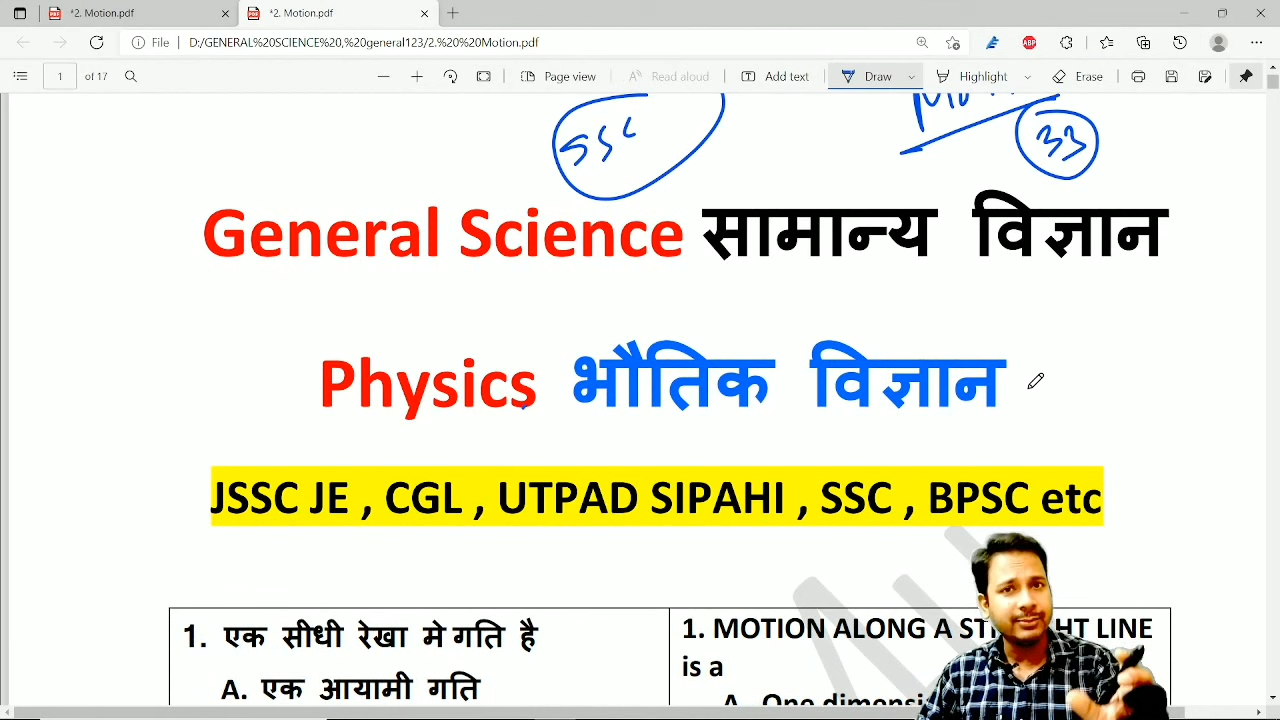 *2. Motion.pdf
*2. Motion.pdf
File D:/GENERAL%20SCIENCE%20,%20general123/2.%20%20Motion.pdf
1 of 17 Page view Read aloud Add text Draw Highlight Erase
SSC
33
General Science सामान्य विज्ञान
Physics भौतिक विज्ञान
JSSC JE , CGL , UTPAD SIPAHI , SSC , BPSC etc
1. एक सीधी रेखा मे गति है
A. एक आयामी गति
1. MOTION ALONG A LINE
is a
A. One